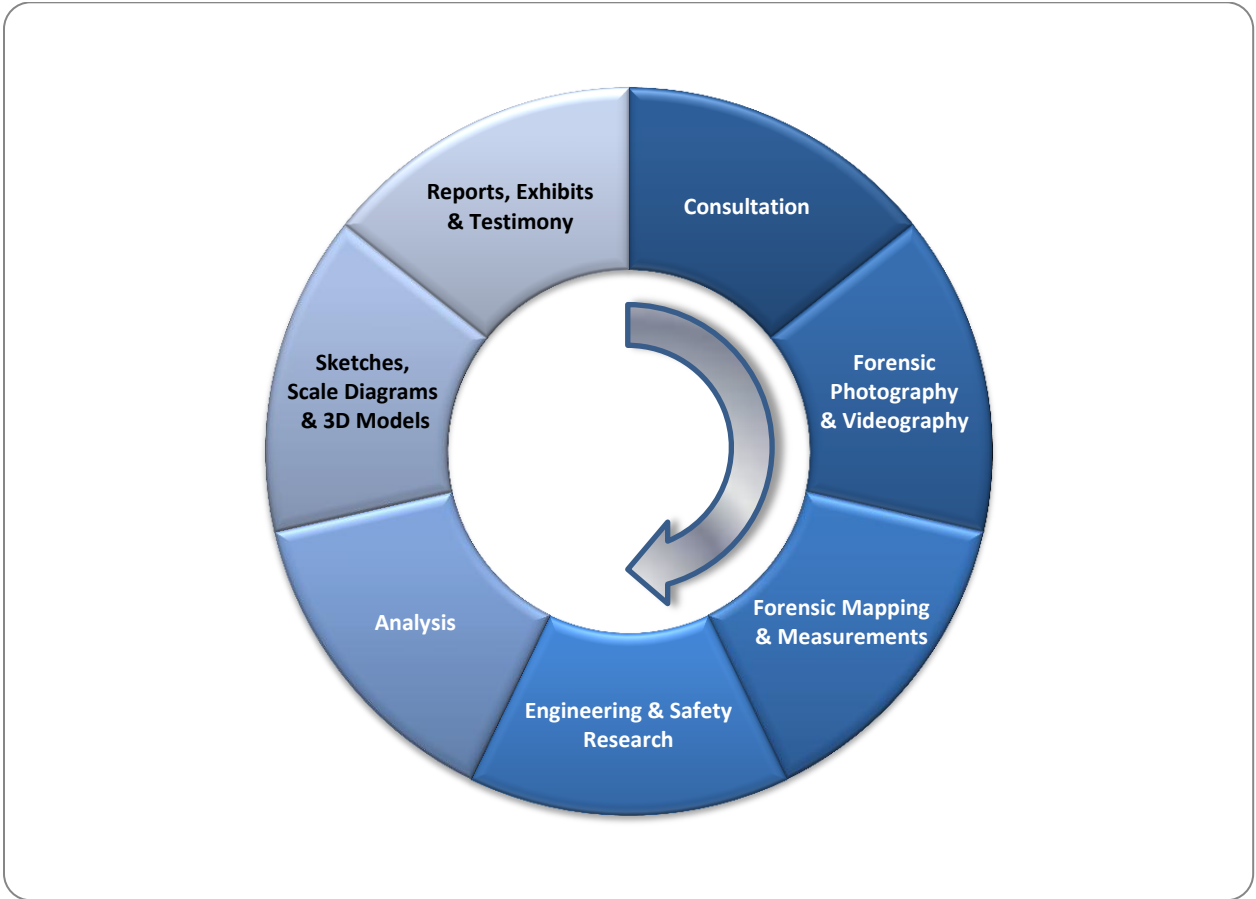 Consultation
Forensic
Photography
& Videography
Forensic Mapping
& Measurements
Engineering & Safety
Research
Analysis
Sketches,
Scale Diagrams
& 3D Models
Reports, Exhibits
& Testimony